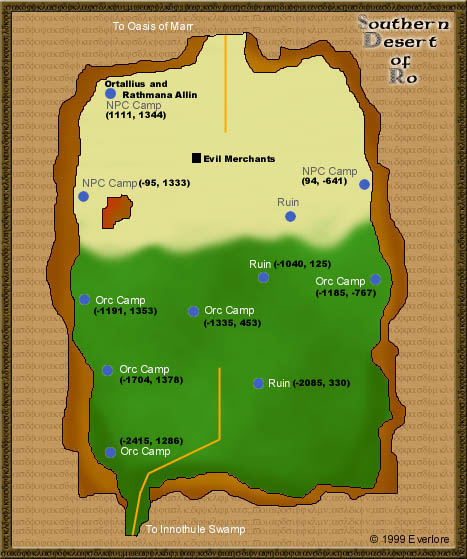 Southern
Desert
of
Ro
To Oasis of Marr
Ortallius and
Rathmana Allin
NPC Camp
(1111, 1344)
Evil Merchants
NPC Camp (-95, 1333)
NPC Camp
(94, -641)
Ruin
Ruin (-1040, 125)
Orc Camp
(-1185, -767)
Orc Camp
(-1191, 1353)
Orc Camp
(-1335, 453)
Orc Camp
(-1704, 1378)
Ruin (-2085, 330)
(-2415, 1286)
Orc Camp
To Innothule Swamp
© 1999 Everlore